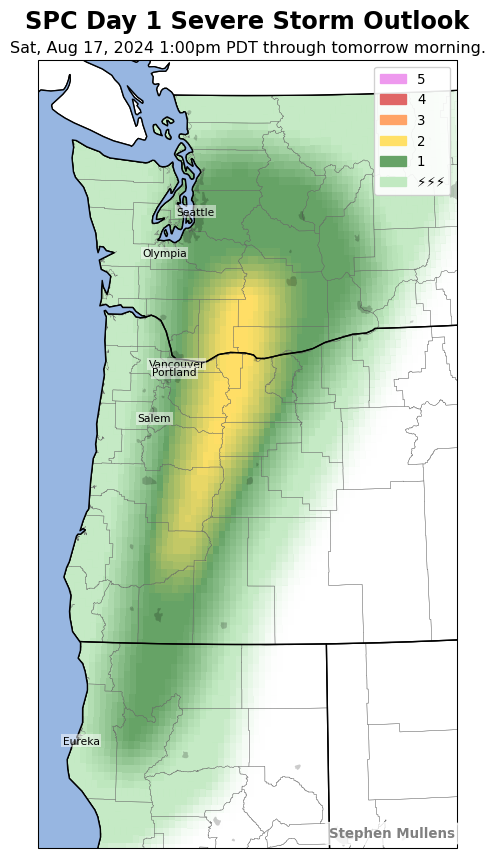 SPC Day 1 Severe Storm Outlook
Sat, Aug 17, 2024 1:00pm PDT through tomorrow morning.
5
4
3
2
1
⚡⚡⚡
Seattle
Olympia
Vancouver
Portland
Salem
Eureka
Stephen Mullens